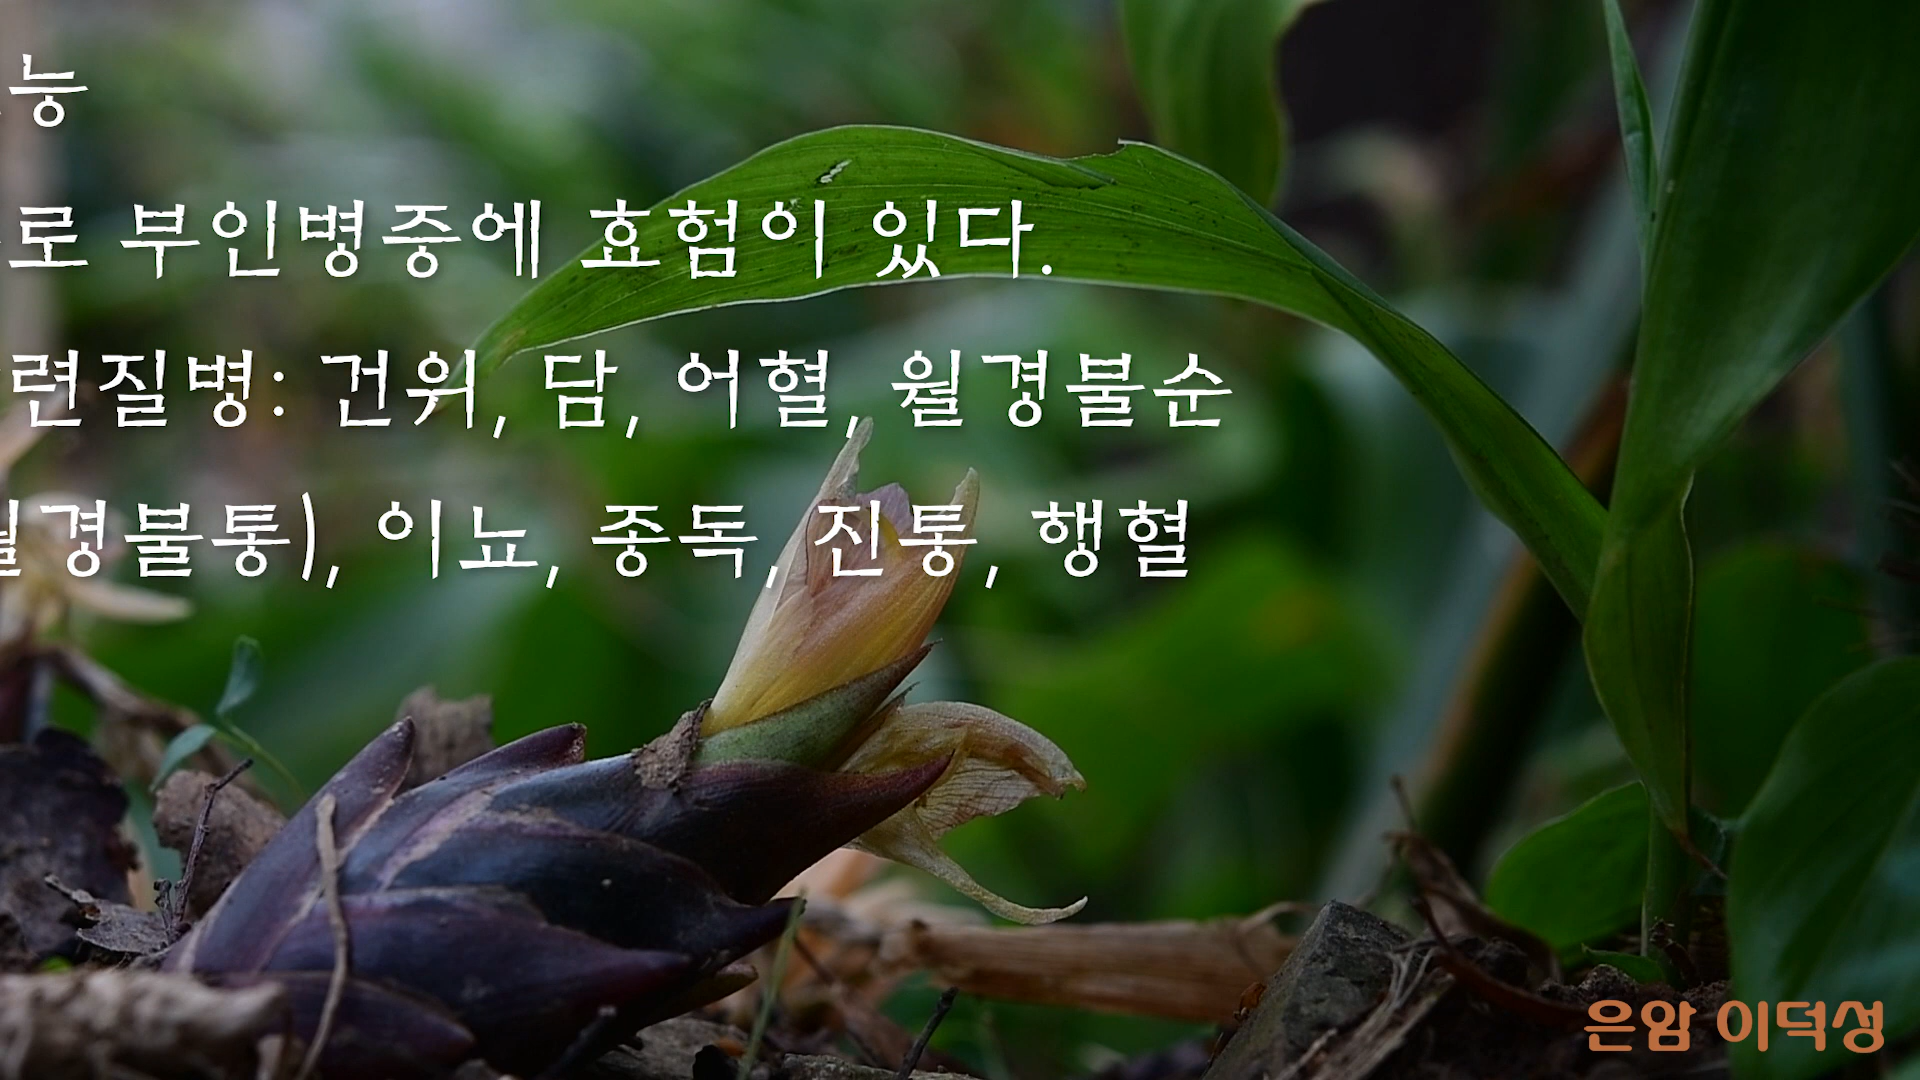 능
로 부인병중에 효험이 있다.
련질병: 건위, 담, 어혈, 월경불순
경불통), 이뇨, 종독, 진통, 행혈
은암 이덕성